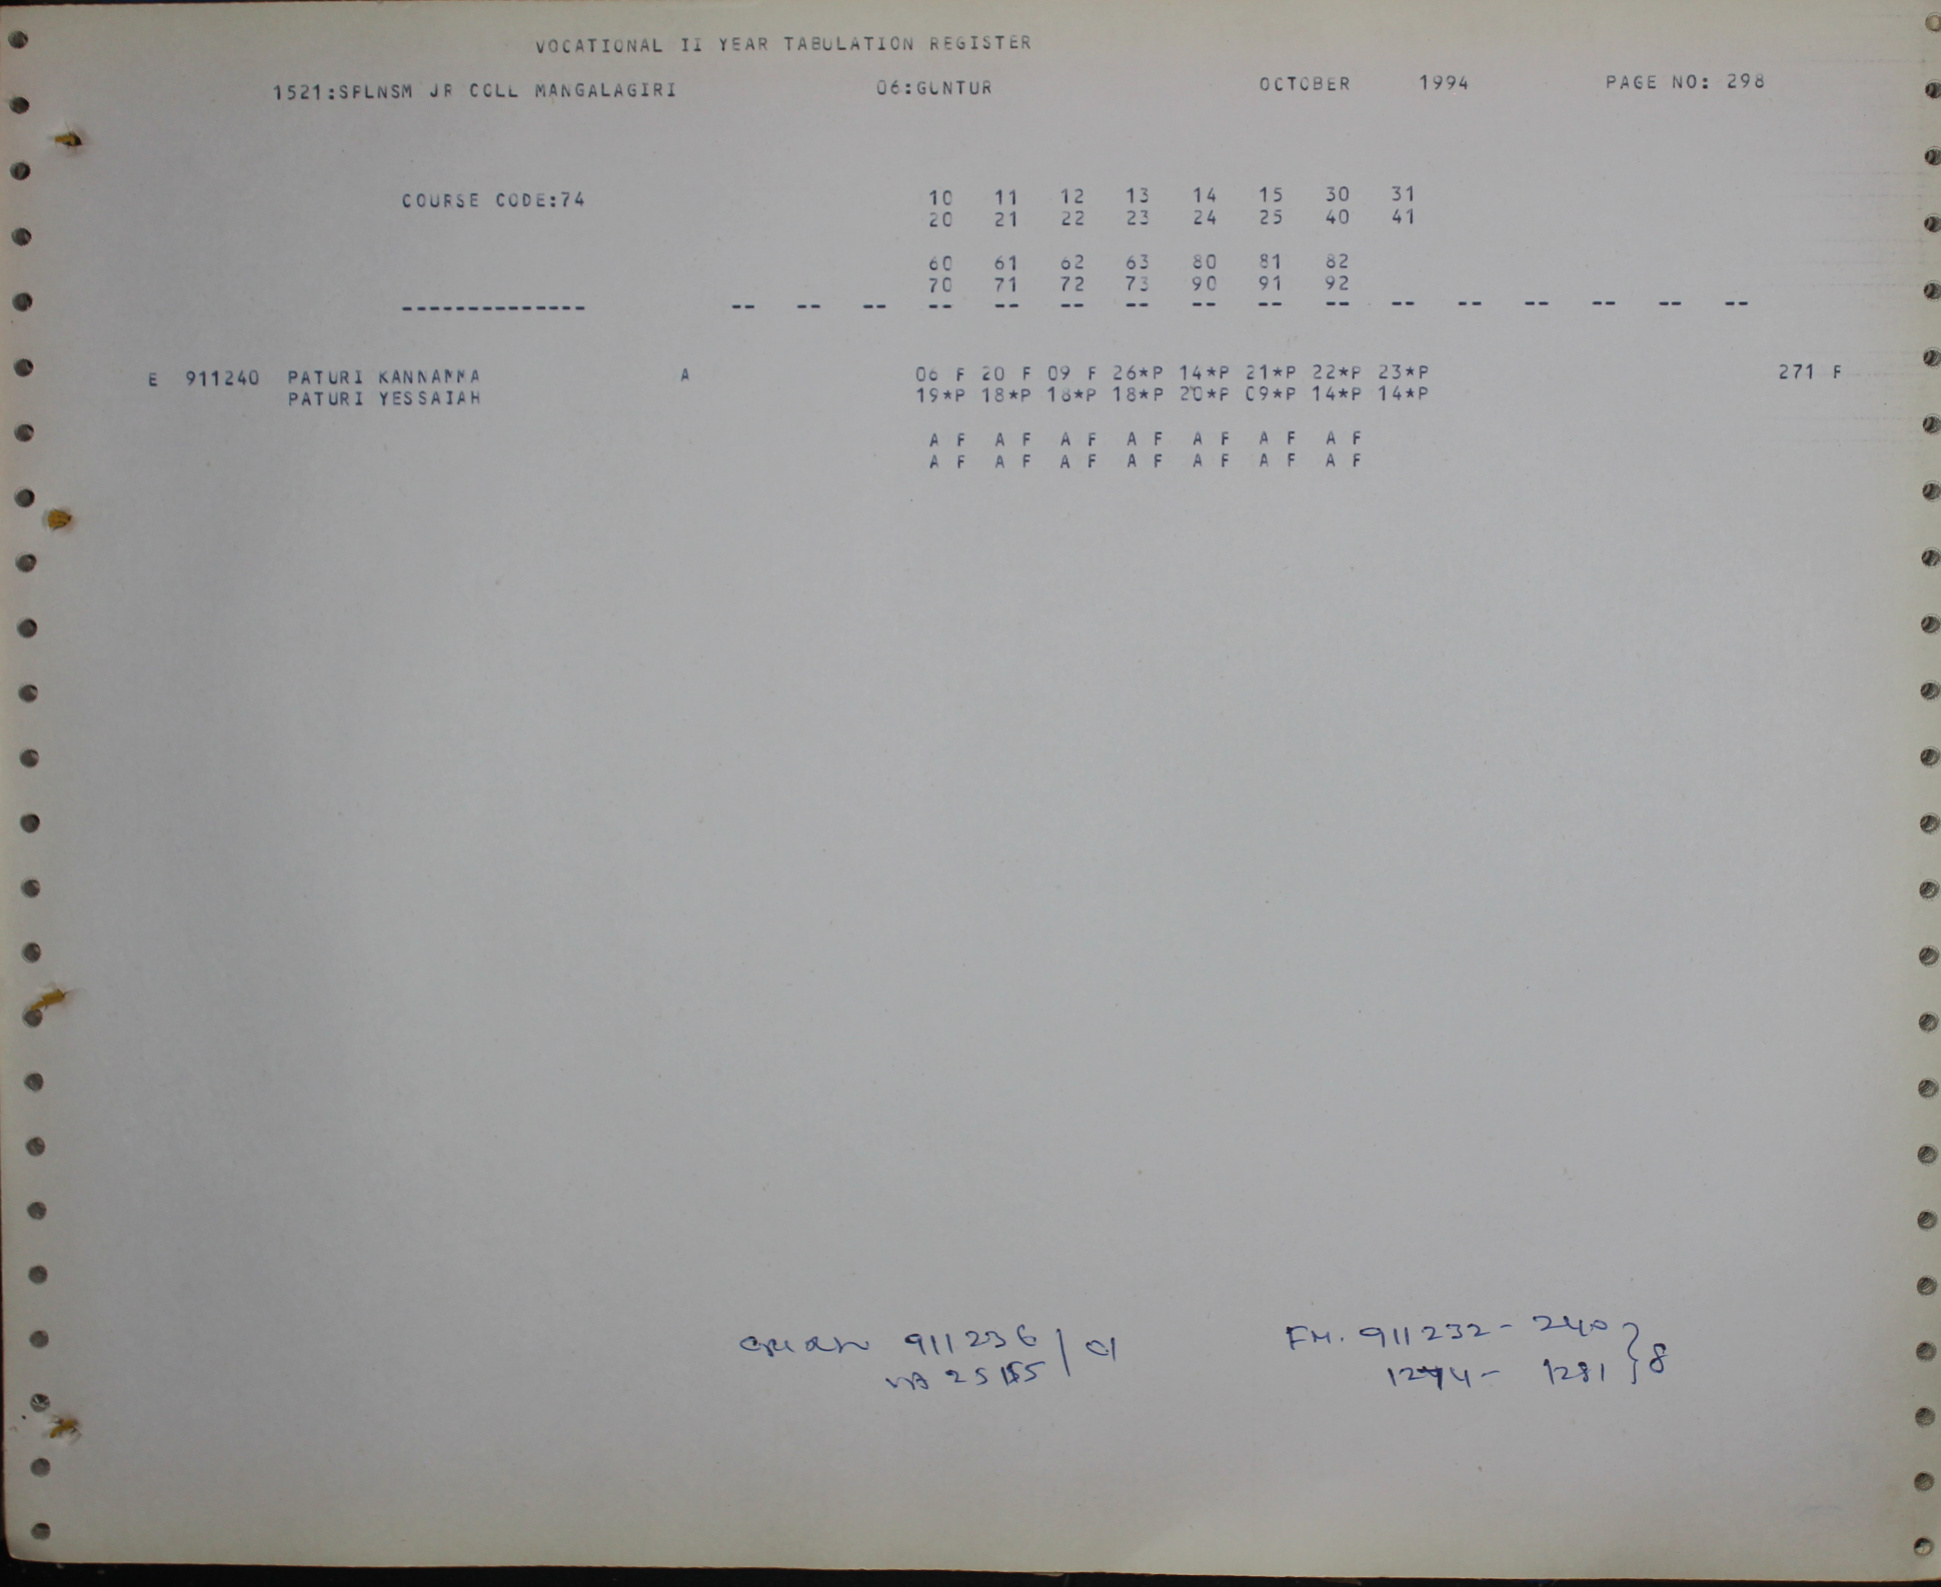 VOCATIONAL II YEAR TABULATION REGISTER
1521:SPLNSM JR COLL MANGALAGIRI 06:GUNTUR OCTOBER 1994 PAGE NO: 298
COURSE CODE:74 10 11 12 13 14 15 30 31
20 21 22 23 24 25 40 41
60 61 62 63 80 81 82
70 71 72 73 90 91 92
-------------- -- -- -- -- -- -- -- -- -- -- -- -- -- -- -- --
E 911240 PATURI KANNAMMA A 06 F 20 F 09 F 26*P 14*P 21*P 22*P 23*P 271 F
PATURI YESSAIAH 19*P 18*P 18*P 18*P 20*P 09*P 14*P 14*P
A F A F A F A F A F A F A F
A F A F A F A F A F A F A F
911236 / 01 FM. 911232 - 240 } 8
1274 - 1281